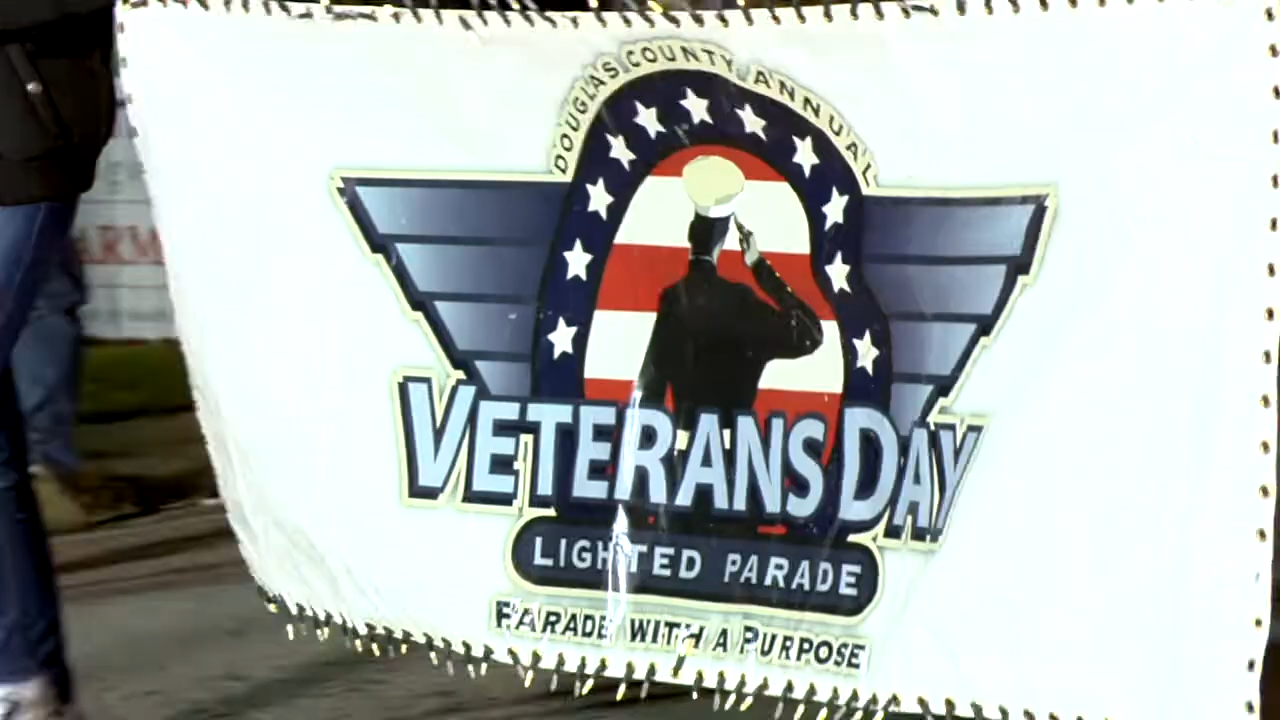 DOUGLAS COUNTY ANNUAL
VETERANS DAY
LIGHTED PARADE
PARADE WITH A PURPOSE